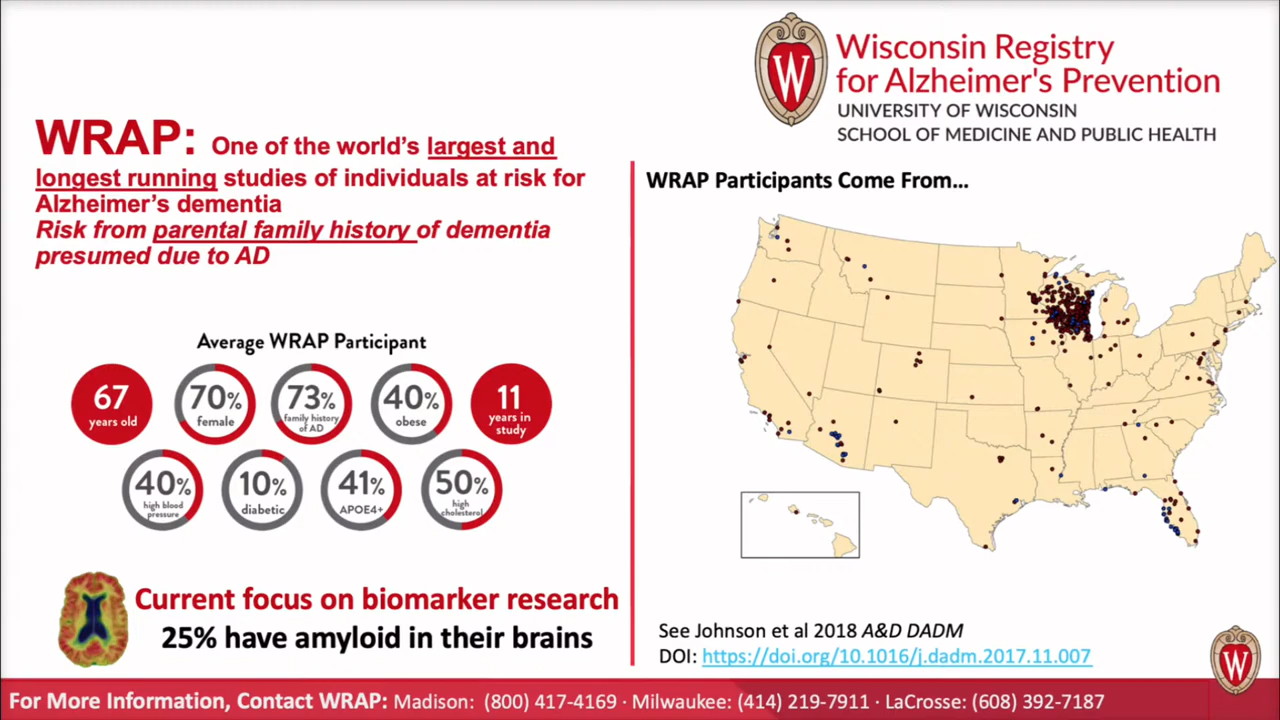 Wisconsin Registry
for Alzheimer's Prevention
UNIVERSITY OF WISCONSIN
SCHOOL OF MEDICINE AND PUBLIC HEALTH
WRAP: One of the world's largest and
longest running studies of individuals at risk for
Alzheimer's dementia
Risk from parental family history of dementia
presumed due to AD
Average WRAP Participant
67
years old
70%
female
73%
family history
of AD
40%
obese
11
years in
study
40%
high blood
pressure
10%
diabetic
41%
APOE4+
50%
high
cholesterol
Current focus on biomarker research
25% have amyloid in their brains
WRAP Participants Come From...
See Johnson et al 2018 A&D DADM
DOI: https://doi.org/10.1016/j.dadm.2017.11.007
W
W
For More Information, Contact WRAP: Madison: (800) 417-4169 · Milwaukee: (414) 219-7911 · LaCrosse: (608) 392-7187